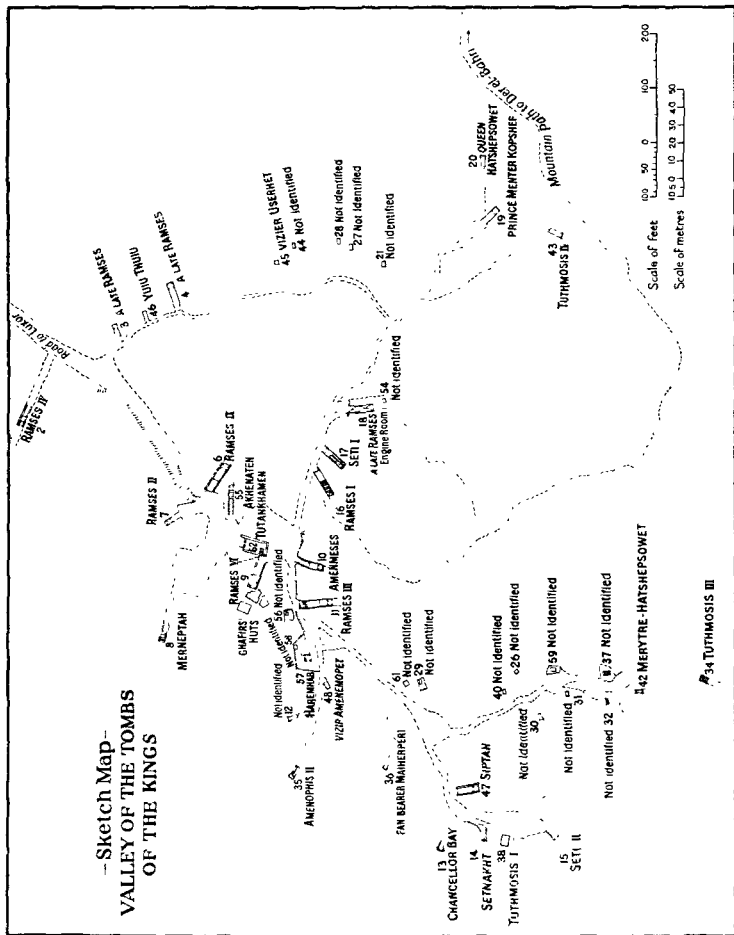 -Sketch Map-
VALLEY OF THE TOMBS
OF THE KINGS
Road to Luxor
RAMSES IV
2
3 A LATE RAMSES
46 YUIU THUIU
A LATE RAMSES
4
RAMSES II
7
6
RAMSES IX
55
AKHENATEN
62
TUTANKHAMEN
RAMSES VI
9
GHAFIRS'
HUTS
MERNEPTAH
8
45 VIZIER USERHET
44 Not identified
28 Not identified
27 Not identified
21
Not identified
20
QUEEN
HATSHEPSOWET
19
PRINCE MENTER KOPSHEF
Mountain Path to Der el-Bahri
43
TUTHMOSIS II
54
Not identified
18
A LATE RAMSES
Engine Room
17
SETI I
16
RAMSES I
10
AMENMESES
11
RAMSES III
56 Not identified
Not identified
58
57
HAREMHAB
Not identified
12
48
VIZIP AMENEMOPET
35
AMENOPHIS II
61
Not identified
29
Not identified
36
FAN BEARER MAIHERPERI
40
Not identified
26 Not identified
59 Not identified
30
Not identified
31
Not identified
37 Not identified
32
Not identified
42 MERYTRE-HATSHEPSOWET
34 TUTHMOSIS III
47 SIPTAH
13
CHANCELLOR BAY
14
SETNAKHT
38
TUTHMOSIS I
15
SETI II
100 50 0 100 200
Scale of feet
10 5 0 10 20 30 40 50
Scale of metres